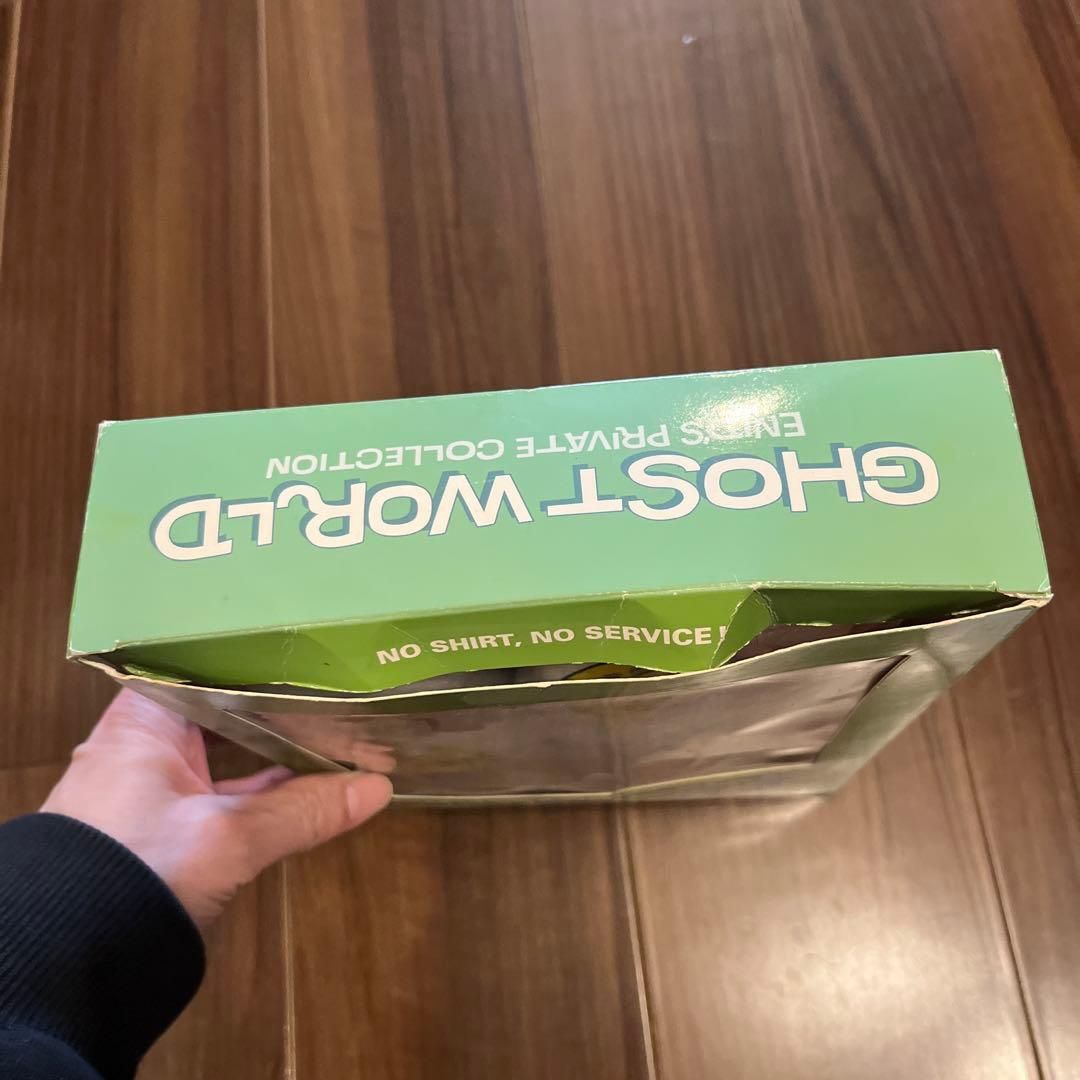 GHOST WORLD
ENID'S PRIVATE COLLECTION
NO SHIRT, NO SERVICE!